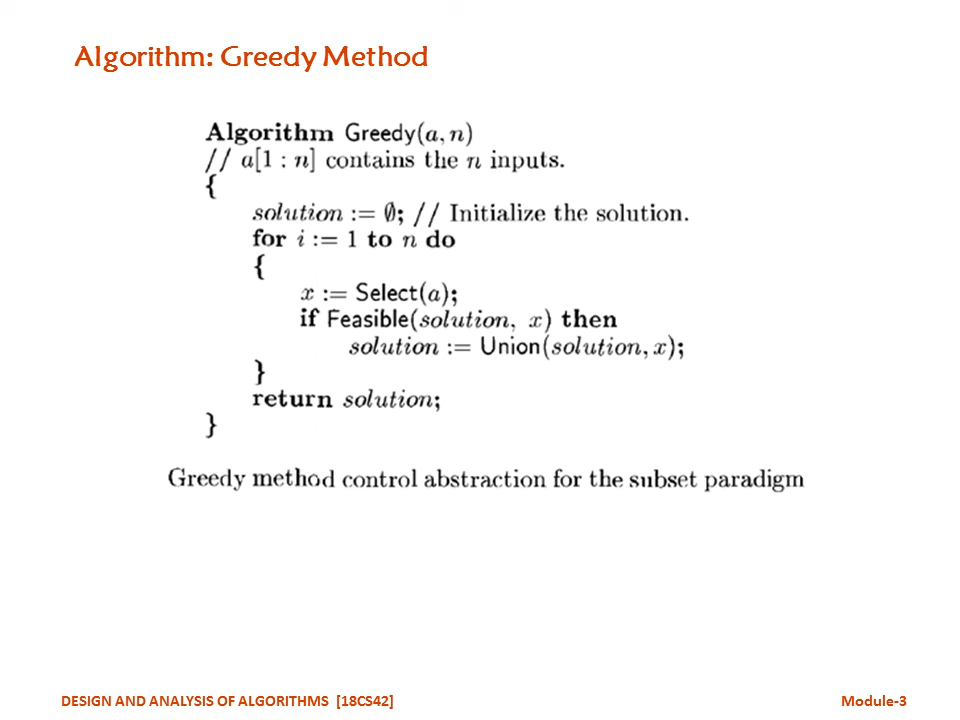 Algorithm: Greedy Method
Algorithm Greedy(a, n)
// a[1 : n] contains the n inputs.
{
solution := ∅; // Initialize the solution.
for i := 1 to n do
{
x := Select(a);
if Feasible(solution, x) then
solution := Union(solution, x);
}
return solution;
}
Greedy method control abstraction for the subset paradigm
DESIGN AND ANALYSIS OF ALGORITHMS [18CS42]
Module-3